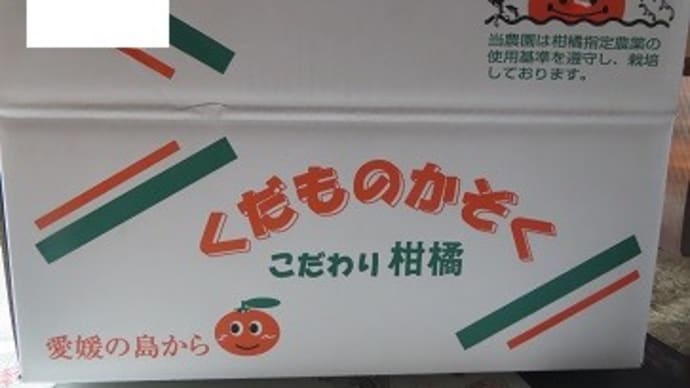 当農園は柑橘指定農業の
使用基準を遵守し、栽培
しております。
くだものかぞく
こだわり柑橘
愛媛の島から